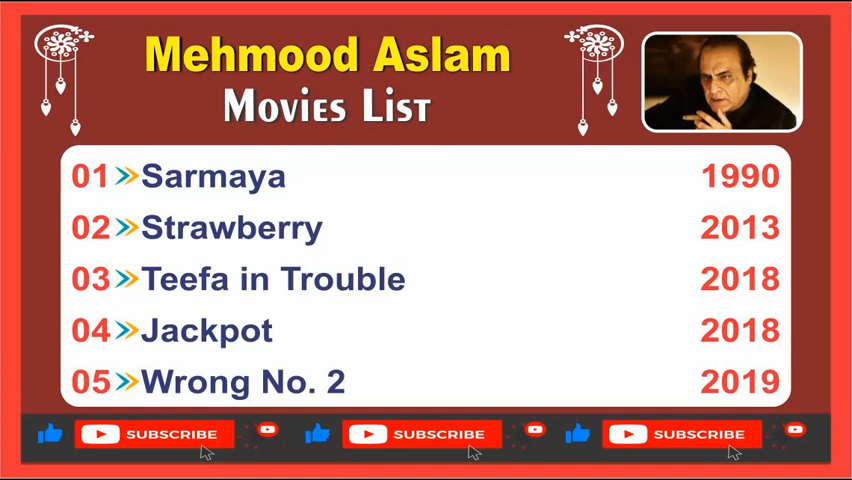 Mehmood Aslam
Movies List
01 Sarmaya 1990
02 Strawberry 2013
03 Teefa in Trouble 2018
04 Jackpot 2018
05 Wrong No. 2 2019
SUBSCRIBE SUBSCRIBE SUBSCRIBE